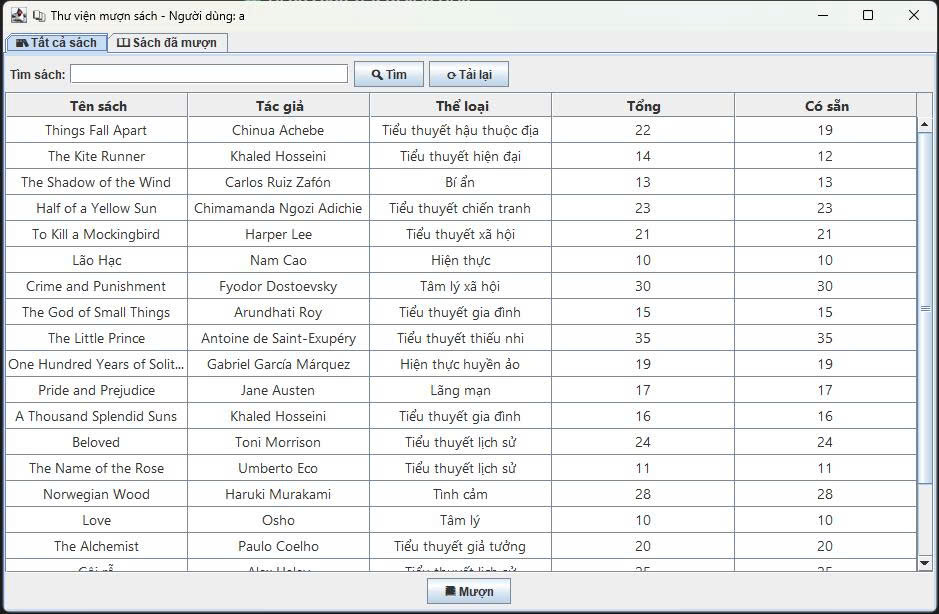 Thư viện mượn sách - Người dùng: a
Tất cả sách Sách đã mượn
Tìm sách: Tìm Tải lại
Tên sách Tác giả Thể loại Tổng Có sẵn
Things Fall Apart Chinua Achebe Tiểu thuyết hậu thuộc địa 22 19
The Kite Runner Khaled Hosseini Tiểu thuyết hiện đại 14 12
The Shadow of the Wind Carlos Ruiz Zafón Bí ẩn 13 13
Half of a Yellow Sun Chimamanda Ngozi Adichie Tiểu thuyết chiến tranh 23 23
To Kill a Mockingbird Harper Lee Tiểu thuyết xã hội 21 21
Lão Hạc Nam Cao Hiện thực 10 10
Crime and Punishment Fyodor Dostoevsky Tâm lý xã hội 30 30
The God of Small Things Arundhati Roy Tiểu thuyết gia đình 15 15
The Little Prince Antoine de Saint-Exupéry Tiểu thuyết thiếu nhi 35 35
One Hundred Years of Solit... Gabriel García Márquez Hiện thực huyền ảo 19 19
Pride and Prejudice Jane Austen Lãng mạn 17 17
A Thousand Splendid Suns Khaled Hosseini Tiểu thuyết gia đình 16 16
Beloved Toni Morrison Tiểu thuyết lịch sử 24 24
The Name of the Rose Umberto Eco Tiểu thuyết lịch sử 11 11
Norwegian Wood Haruki Murakami Tình cảm 28 28
Love Osho Tâm lý 10 10
The Alchemist Paulo Coelho Tiểu thuyết giả tưởng 20 20
Mượn